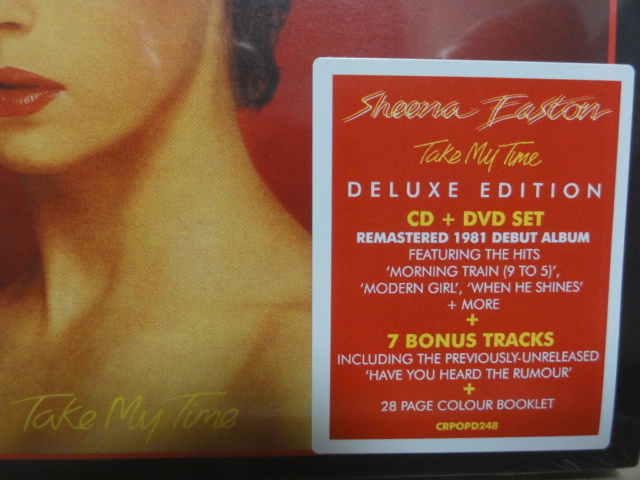 Sheena Easton
Take My Time
DELUXE EDITION
CD + DVD SET
REMASTERED 1981 DEBUT ALBUM
FEATURING THE HITS
'MORNING TRAIN (9 TO 5)',
'MODERN GIRL', 'WHEN HE SHINES'
+ MORE
+
7 BONUS TRACKS
INCLUDING THE PREVIOUSLY-UNRELEASED
'HAVE YOU HEARD THE RUMOUR'
+
28 PAGE COLOUR BOOKLET
CRPOPD248
Take My Time